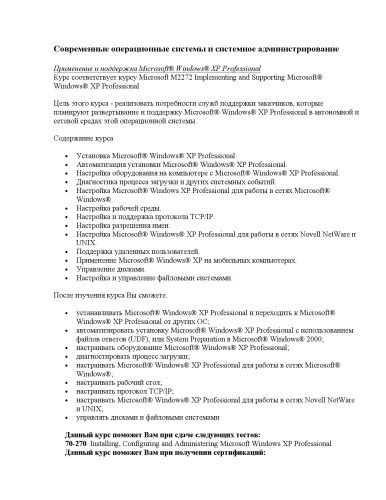 Современные операционные системы и системное администрирование
Применение и поддержка Microsoft® Windows® XP Professional
Курс соответствует курсу Microsoft M2272 Implementing and Supporting Microsoft®
Windows® XP Professional
Цель этого курса - реализовать потребности служб поддержки заказчиков, которые
планируют развертывание и поддержку Microsoft® Windows® XP Professional в автономной и
сетевой средах этой операционной системы.
Содержание курса
• Установка Microsoft® Windows® XP Professional.
• Автоматизация установки Microsoft® Windows® XP Professional.
• Настройка оборудования на компьютере с Microsoft® Windows® XP Professional.
• Диагностика процесса загрузки и других системных событий.
• Настройка Microsoft® Windows XP Professional для работы в сетях Microsoft®
Windows®.
• Настройка рабочей среды.
• Настройка и поддержка протокола TCP/IP.
• Настройка разрешения имен.
• Настройка Microsoft® Windows® XP Professional для работы в сетях Novell NetWare и
UNIX.
• Поддержка удаленных пользователей.
• Применение Microsoft® Windows® XP на мобильных компьютерах.
• Управление дисками.
• Настройка и управление файловыми системами.
После изучения курса Вы сможете:
• устанавливать Microsoft® Windows® XP Professional и переходить к Microsoft®
Windows® XP Professional от других ОС;
• автоматизировать установку Microsoft® Windows® XP Professional с использованием
файлов ответов (UDF), или System Preparation в Microsoft® Windows® 2000;
• настраивать оборудование Microsoft® Windows® XP Professional;
• диагностировать процесс загрузки;
• настраивать Microsoft® Windows® XP Professional для работы в сетях Microsoft®
Windows®;
• настраивать рабочий стол;
• настраивать протокол TCP/IP;
• настраивать Microsoft® Windows® XP Professional для работы в сетях Novell NetWare
и UNIX;
• управлять дисками и файловыми системами
Данный курс поможет Вам при сдаче следующих тестов:
70-270 Installing, Configuring and Administering Microsoft Windows XP Professional
Данный курс поможет Вам при получении сертификаций: